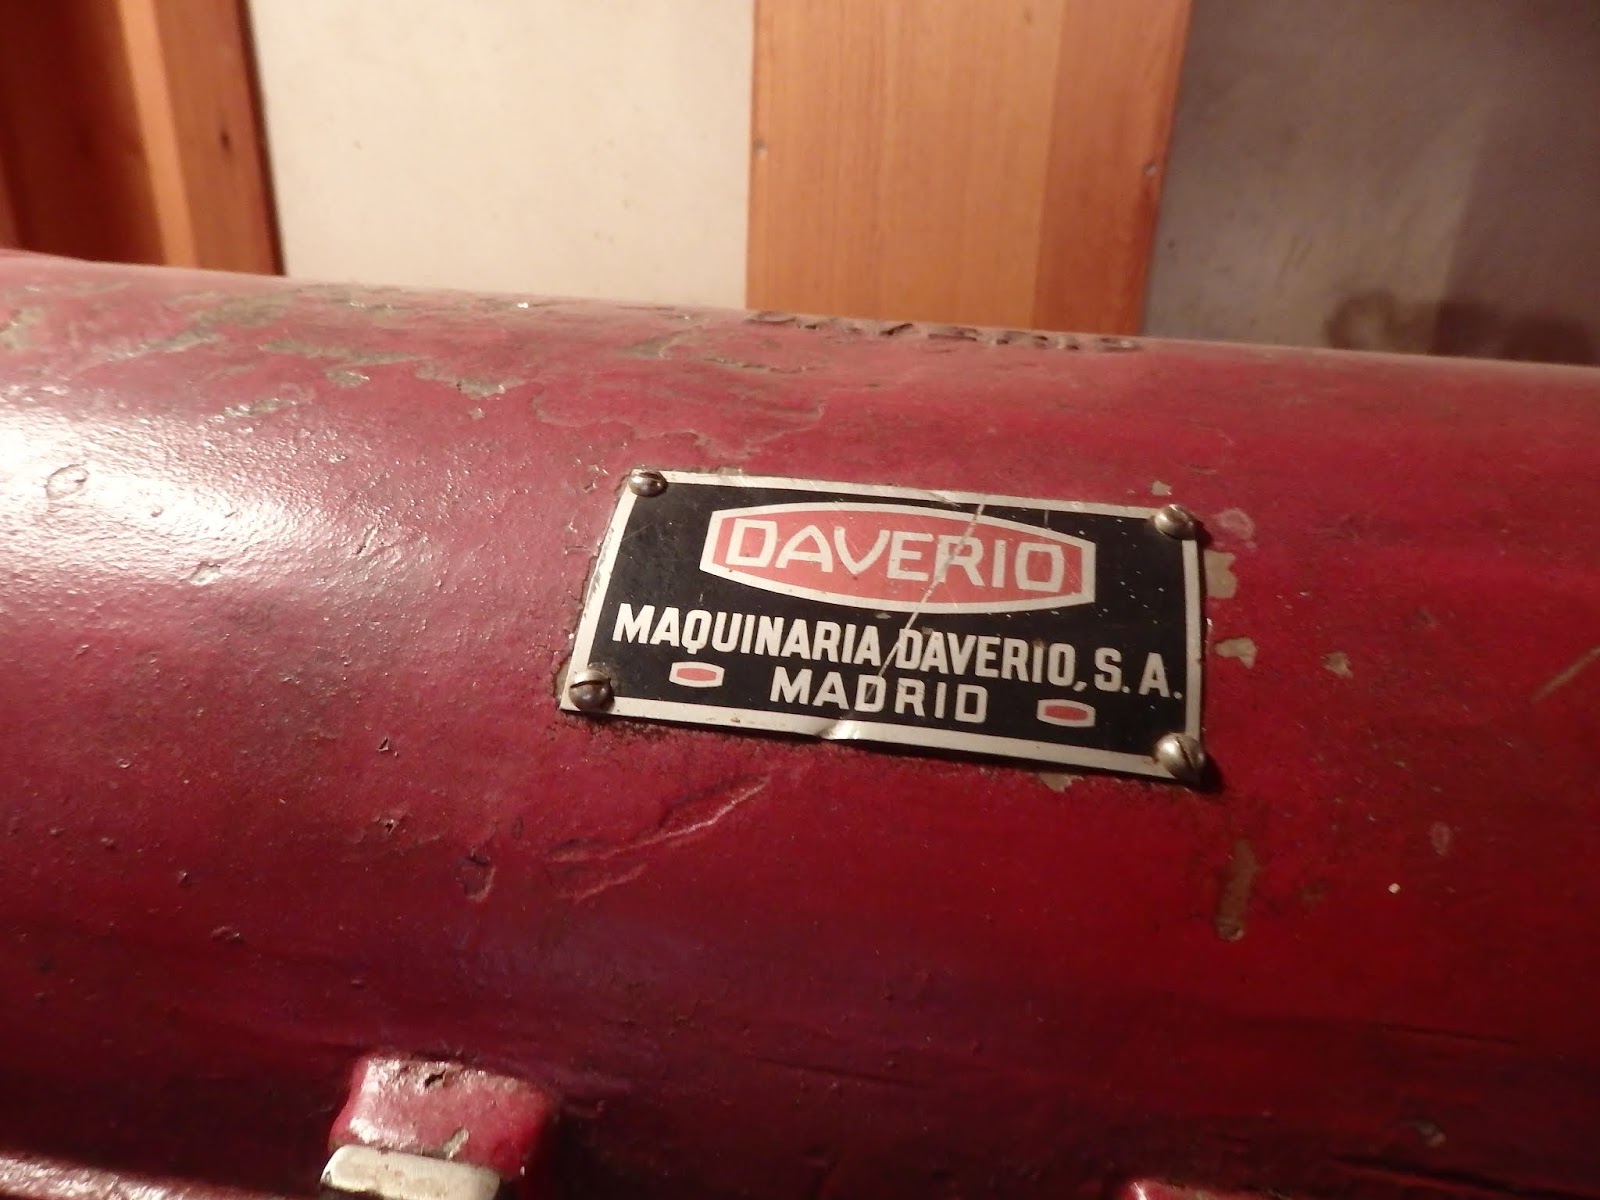 DAVERIO
MAQUINARIA DAVERIO, S. A.
MADRID